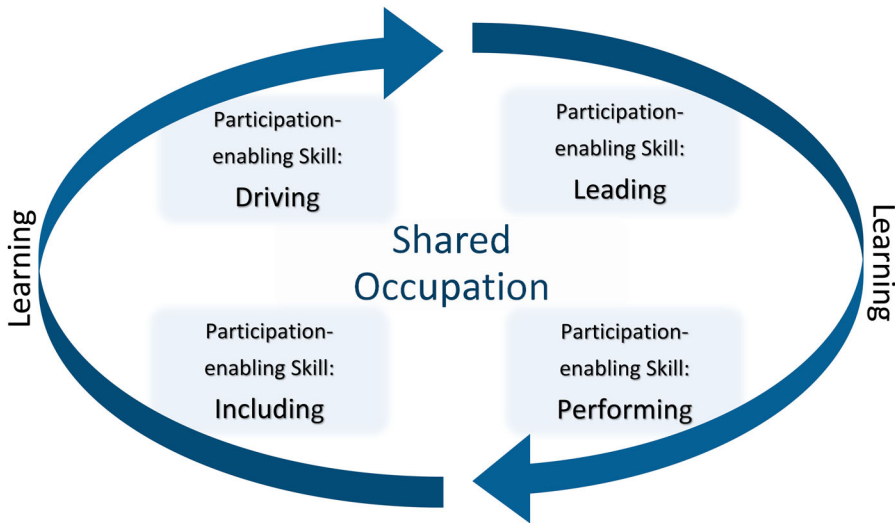 Participation-
enabling Skill:
Driving
Participation-
enabling Skill:
Leading
Learning
Shared
Occupation
Learning
Participation-
enabling Skill:
Including
Participation-
enabling Skill:
Performing